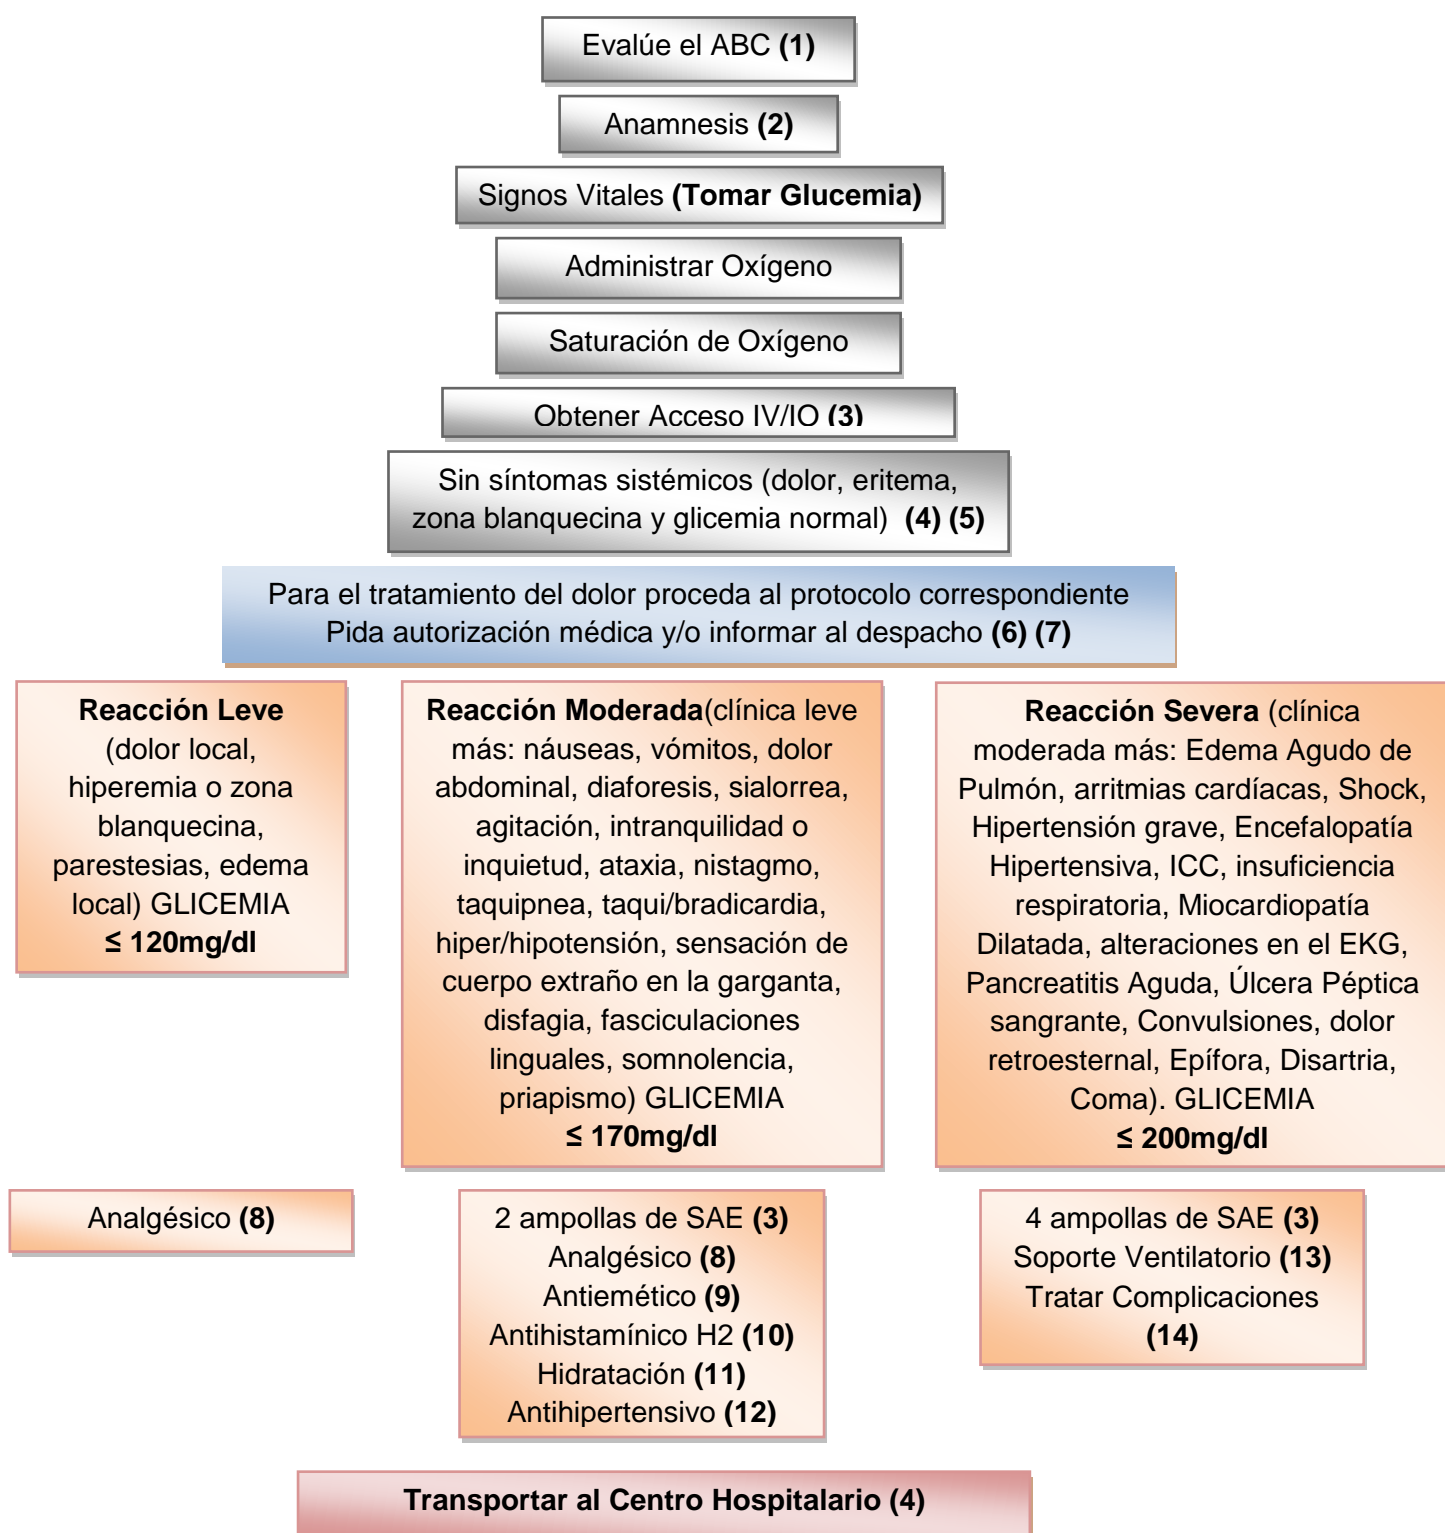 Evalúe el ABC (1)
Anamnesis (2)
Signos Vitales (Tomar Glucemia)
Administrar Oxígeno
Saturación de Oxígeno
Obtener Acceso IV/IO (3)
Sin síntomas sistémicos (dolor, eritema,
zona blanquecina y glicemia normal) (4) (5)
Para el tratamiento del dolor proceda al protocolo correspondiente
Pida autorización médica y/o informar al despacho (6) (7)
Reacción Leve
(dolor local,
hiperemia o zona
blanquecina,
parestesias, edema
local) GLICEMIA
≤ 120mg/dl
Reacción Moderada(clínica leve
más: náuseas, vómitos, dolor
abdominal, diaforesis, sialorrea,
agitación, intranquilidad o
inquietud, ataxia, nistagmo,
taquipnea, taqui/bradicardia,
hiper/hipotensión, sensación de
cuerpo extraño en la garganta,
disfagia, fasciculaciones
linguales, somnolencia,
priapismo) GLICEMIA
≤ 170mg/dl
Reacción Severa (clínica
moderada más: Edema Agudo de
Pulmón, arritmias cardíacas, Shock,
Hipertensión grave, Encefalopatía
Hipertensiva, ICC, insuficiencia
respiratoria, Miocardiopatía
Dilatada, alteraciones en el EKG,
Pancreatitis Aguda, Úlcera Péptica
sangrante, Convulsiones, dolor
retroesternal, Epífora, Disartria,
Coma). GLICEMIA
≤ 200mg/dl
Analgésico (8)
2 ampollas de SAE (3)
Analgésico (8)
Antiemético (9)
Antihistamínico H2 (10)
Hidratación (11)
Antihipertensivo (12)
4 ampollas de SAE (3)
Soporte Ventilatorio (13)
Tratar Complicaciones
(14)
Transportar al Centro Hospitalario (4)